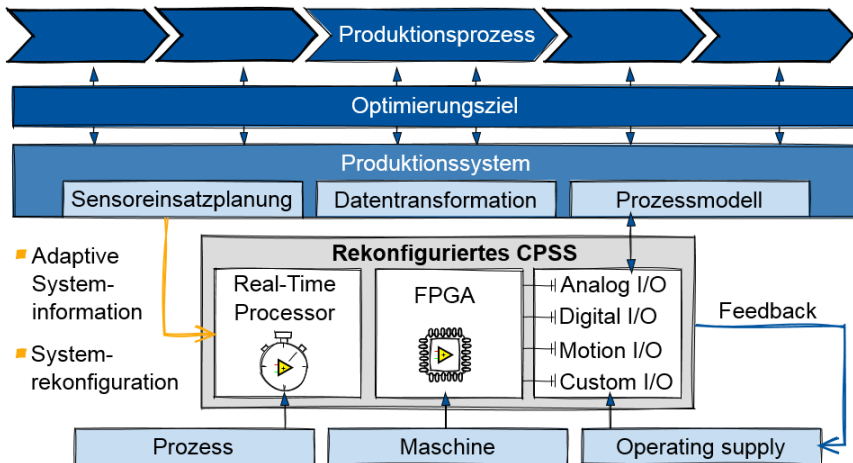 Produktionsprozess
Optimierungsziel
Produktionssystem
Sensoreinsatzplanung
Datentransformation
Prozessmodell
Adaptive
System-
information
System-
rekonfiguration
Rekonfiguriertes CPSS
Real-Time
Processor
FPGA
Analog I/O
Digital I/O
Motion I/O
Custom I/O
Feedback
Prozess
Maschine
Operating supply